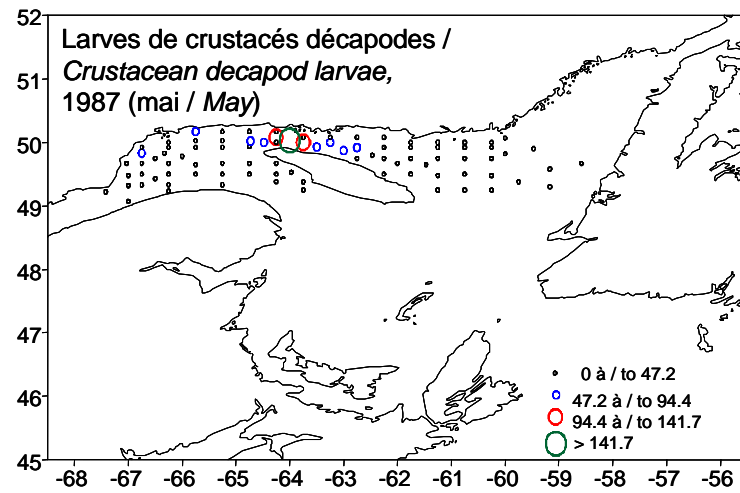 52
Larves de crustacés décapodes /
Crustacean decapod larvae,
51
1987 (mai / May)
50
49
48
47
0 à / to 47.2
46
47.2 à / to 94.4
94.4 à / to 141.7
> 141.7
45
-68 -67 -66 -65 -64 -63 -62 -61 -60 -59 -58 -57 -56